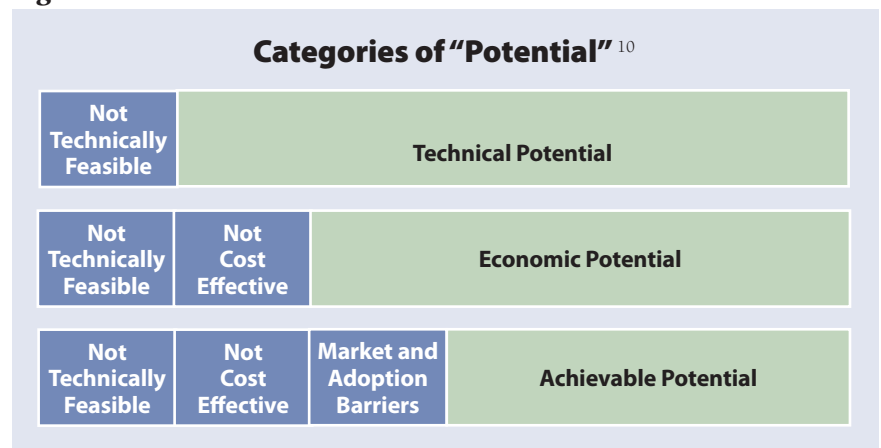 Categories of “Potential” 10
Not
Technically
Feasible
Technical Potential
Not
Technically
Feasible
Not
Cost
Effective
Economic Potential
Not
Technically
Feasible
Not
Cost
Effective
Market and
Adoption
Barriers
Achievable Potential